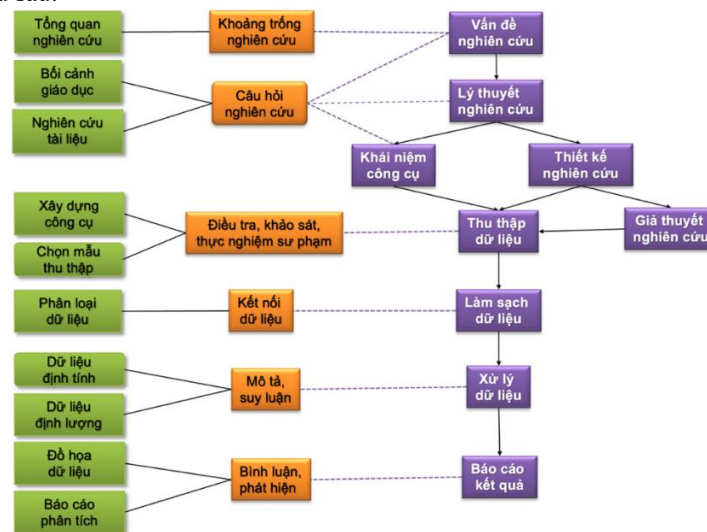 Tổng quan
nghiên cứu
Khoảng trống
nghiên cứu
Vấn đề
nghiên cứu
Bối cảnh
giáo dục
Câu hỏi
nghiên cứu
Lý thuyết
nghiên cứu
Nghiên cứu
tài liệu
Khái niệm
công cụ
Thiết kế
nghiên cứu
Xây dựng
công cụ
Điều tra, khảo sát,
thực nghiệm sư phạm
Thu thập
dữ liệu
Giả thuyết
nghiên cứu
Chọn mẫu
thu thập
Phân loại
dữ liệu
Kết nối
dữ liệu
Làm sạch
dữ liệu
Dữ liệu
định tính
Mô tả,
suy luận
Xử lý
dữ liệu
Dữ liệu
định lượng
Đồ họa
dữ liệu
Bình luận,
phát hiện
Báo cáo
kết quả
Báo cáo
phân tích